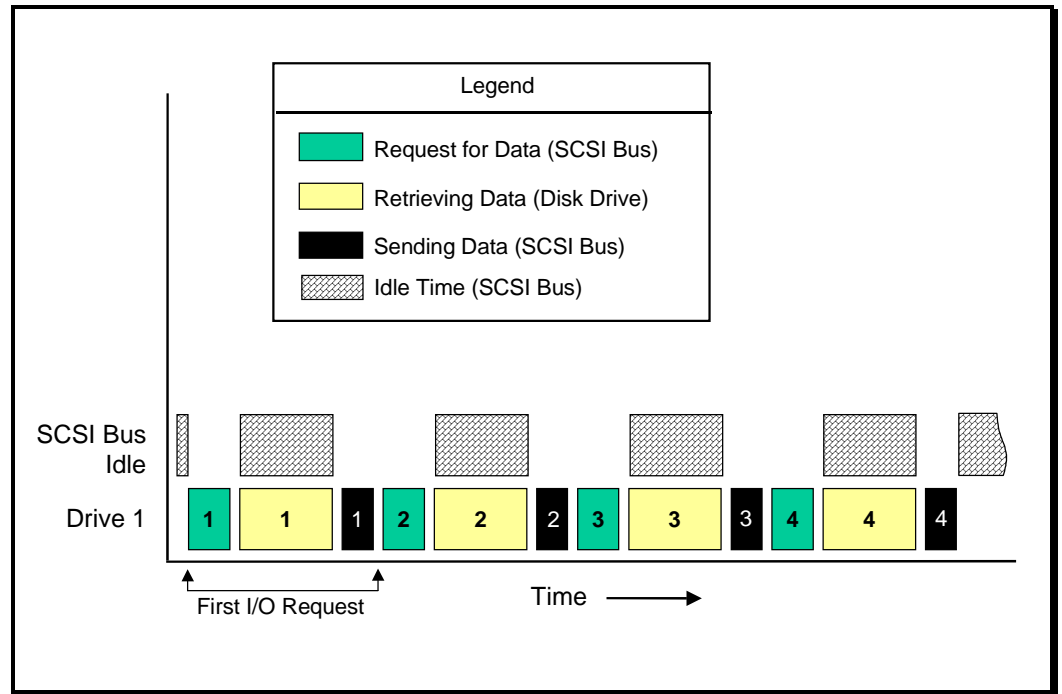 Legend
Request for Data (SCSI Bus)
Retrieving Data (Disk Drive)
Sending Data (SCSI Bus)
Idle Time (SCSI Bus)
SCSI Bus
Idle
Drive 1
1 1 1 2 2 2 3 3 3 4 4 4
First I/O Request
Time